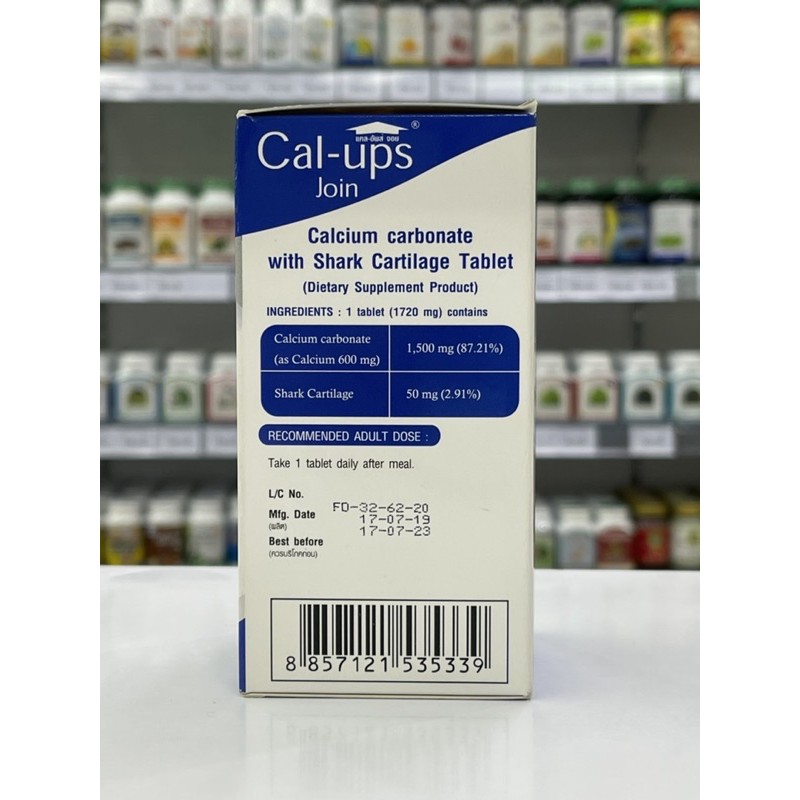 แคล-อัพส์ จอย
®
Cal-ups
Join
Calcium carbonate
with Shark Cartilage Tablet
(Dietary Supplement Product)
INGREDIENTS : 1 tablet (1720 mg) contains
Calcium carbonate
(as Calcium 600 mg)
1,500 mg (87.21%)
Shark Cartilage
50 mg (2.91%)
RECOMMENDED ADULT DOSE :
Take 1 tablet daily after meal.
L/C No.
FD-32-62-20
Mfg. Date
17-07-19
(ผลิต)
17-07-23
Best before
(ควรบริโภคก่อน)
8 857121 535339